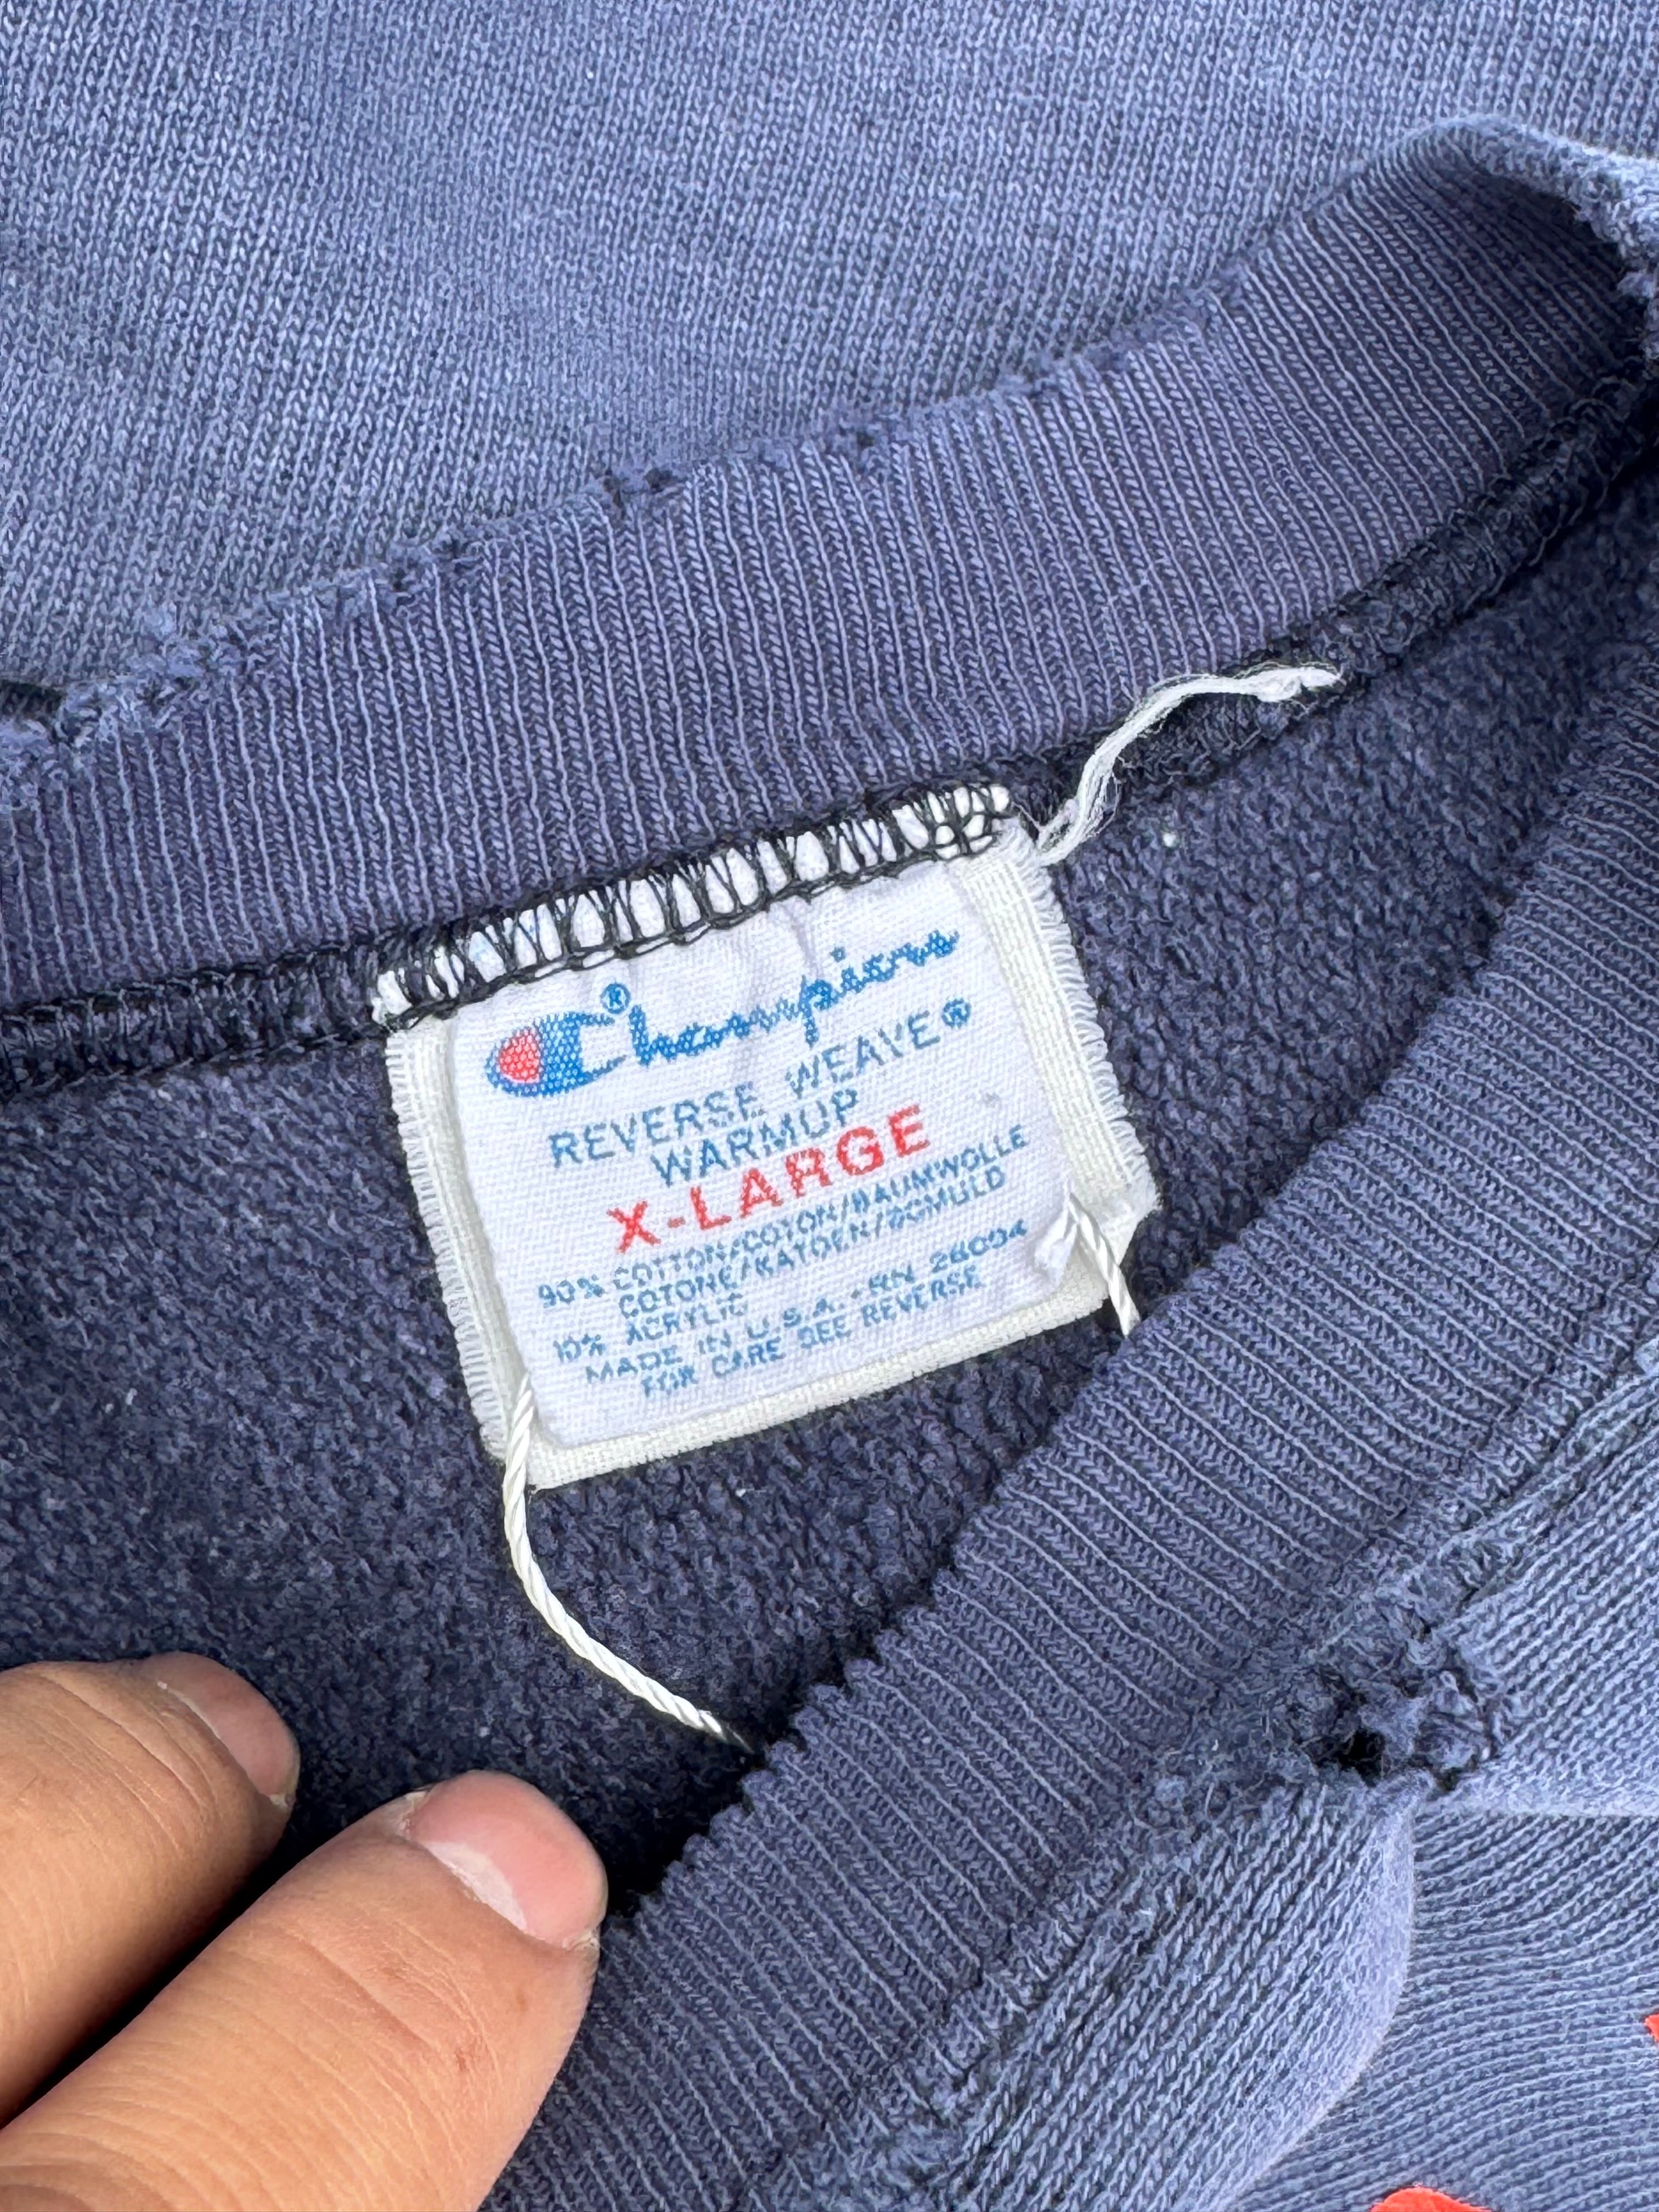 Champion®
REVERSE WEAVE®
WARMUP
X-LARGE
90% COTTON/COTON/BAUMWOLLE
COTONE/KATOEN/BOMULD
10% ACRYLIC
MADE IN U.S.A. - RN 26094
FOR CARE SEE REVERSE